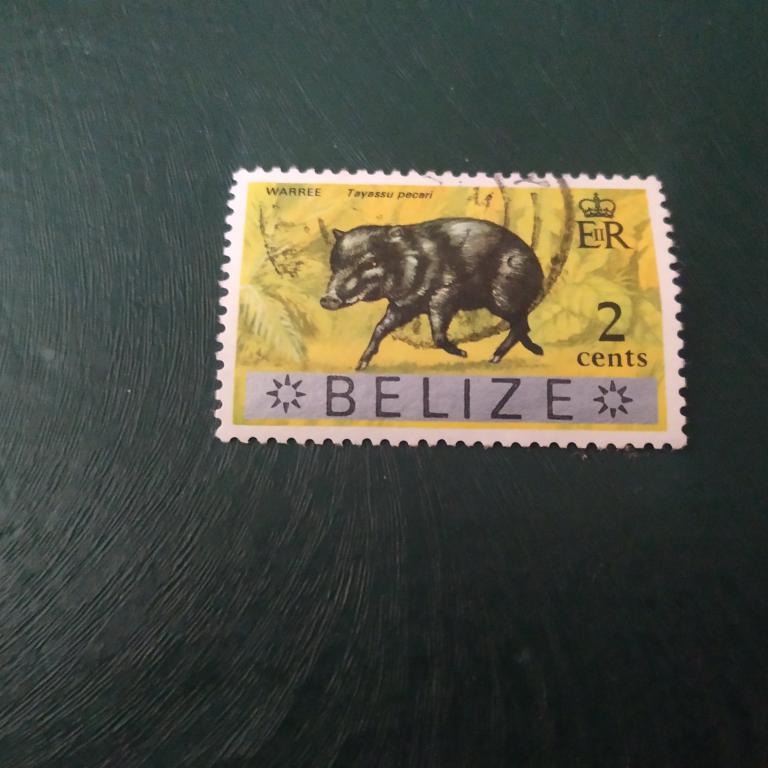 WARREE Tayassu pecari
EIIR
2
cents
BELIZE